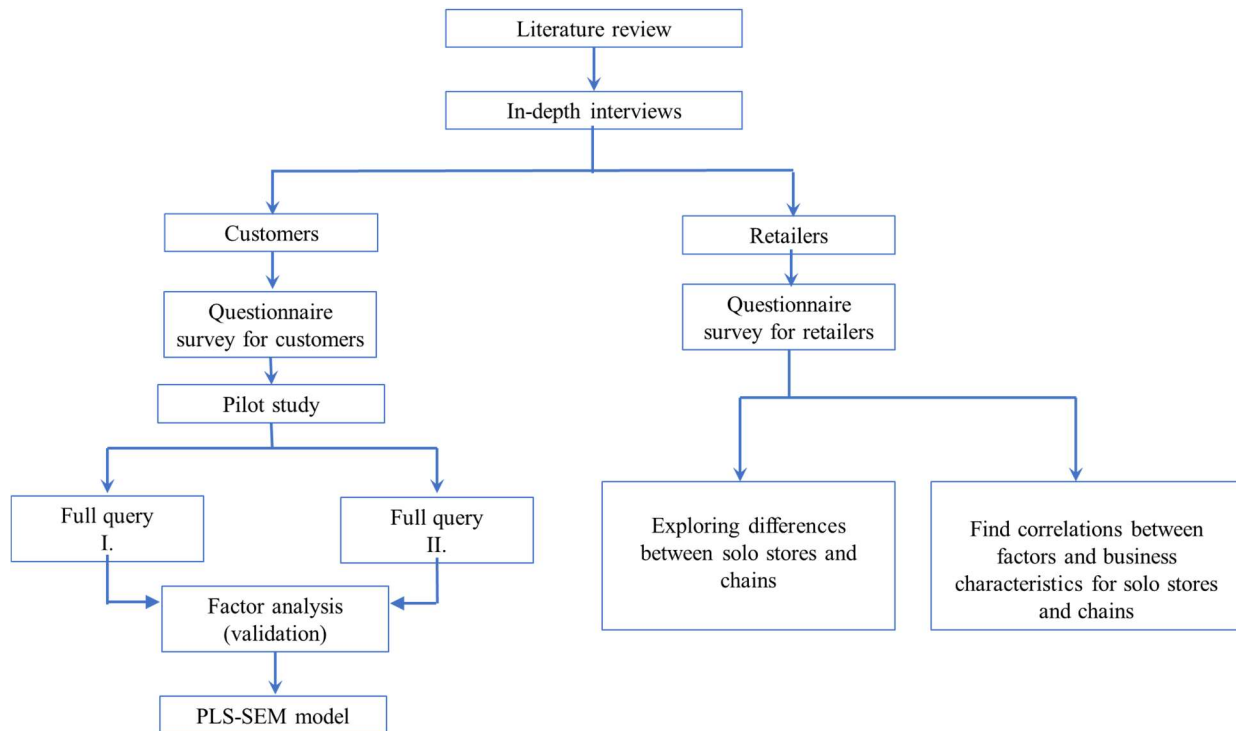 Literature review
In-depth interviews
Customers
Retailers
Questionnaire
survey for customers
Questionnaire
survey for retailers
Pilot study
Full query
I.
Full query
II.
Exploring differences
between solo stores and
chains
Find correlations between
factors and business
characteristics for solo stores
and chains
Factor analysis
(validation)
PLS-SEM model